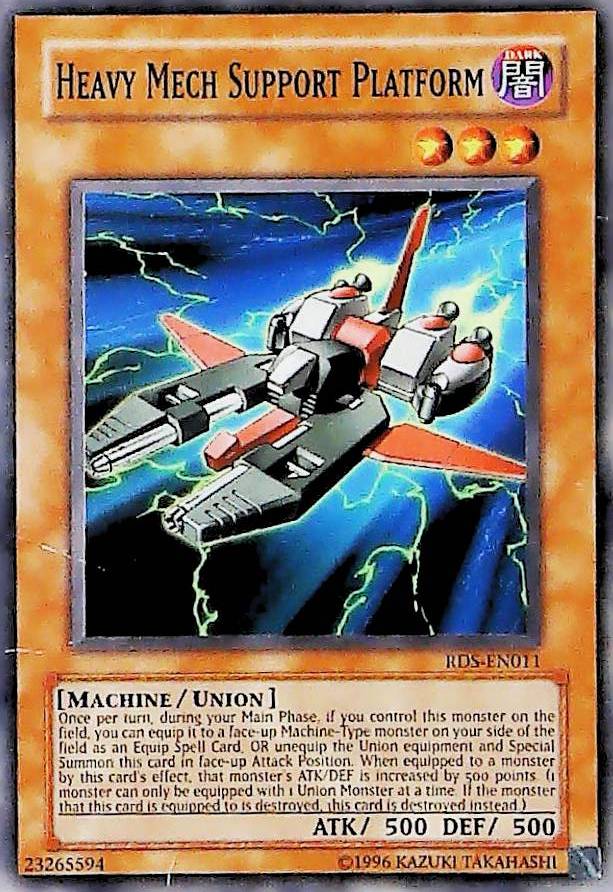 HEAVY MECH SUPPORT PLATFORM
DARK
闇
RDS-EN011
[MACHINE / UNION]
Once per turn, during your Main Phase, if you control this monster on the
field, you can equip it to a face-up Machine-Type monster on your side of the
field as an Equip Spell Card, OR unequip the Union equipment and Special
Summon this card in face-up Attack Position. When equipped to a monster
by this card's effect, that monster's ATK/DEF is increased by 500 points. (1
monster can only be equipped with 1 Union Monster at a time. If the monster
that this card is equipped to is destroyed, this card is destroyed instead.)
ATK/ 500 DEF/ 500
23265594
©1996 KAZUKI TAKAHASHI